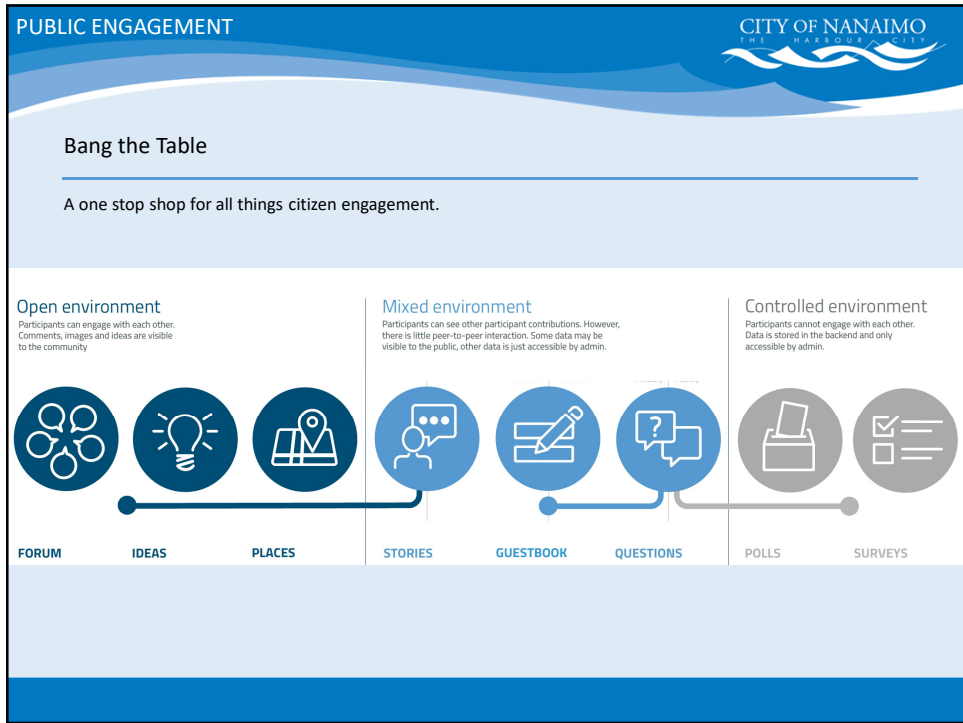 PUBLIC ENGAGEMENT
CITY OF NANAIMO
THE HARBOUR CITY
Bang the Table
A one stop shop for all things citizen engagement.
Open environment
Participants can engage with each other.
Comments, images and ideas are visible
to the community
Mixed environment
Participants can see other participant contributions. However,
there is little peer-to-peer interaction. Some data may be
visible to the public, other data is just accessible by admin.
Controlled environment
Participants cannot engage with each other.
Data is stored in the backend and only
accessible by admin.
?
FORUM
IDEAS
PLACES
STORIES
GUESTBOOK
QUESTIONS
POLLS
SURVEYS